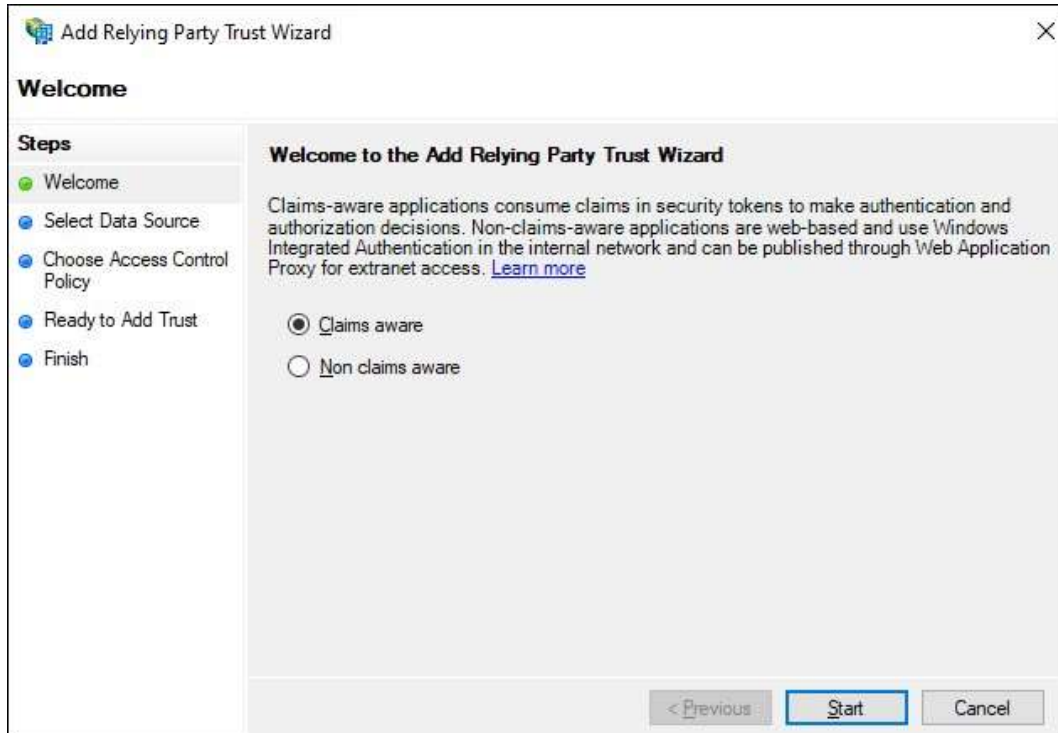 Add Relying Party Trust Wizard
Welcome
Steps
Welcome
Select Data Source
Choose Access Control
Policy
Ready to Add Trust
Finish
Welcome to the Add Relying Party Trust Wizard
Claims-aware applications consume claims in security tokens to make authentication and
authorization decisions. Non-claims-aware applications are web-based and use Windows
Integrated Authentication in the internal network and can be published through Web Application
Proxy for extranet access. Learn more
Claims aware
Non claims aware
< Previous
Start
Cancel